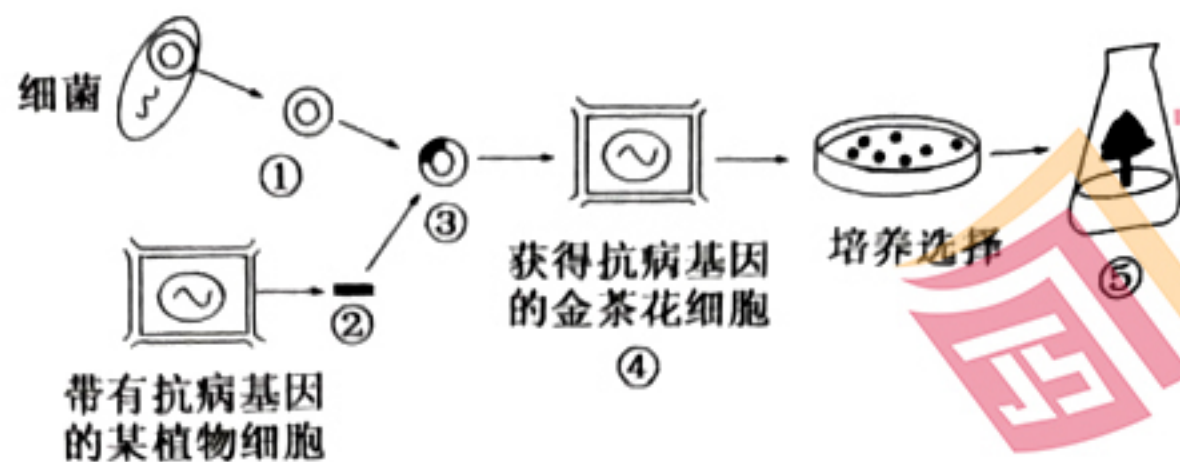 细菌
①
③
②
带有抗病基因
的某植物细胞
获得抗病基因
的金茶花细胞
④
培养选择
⑤